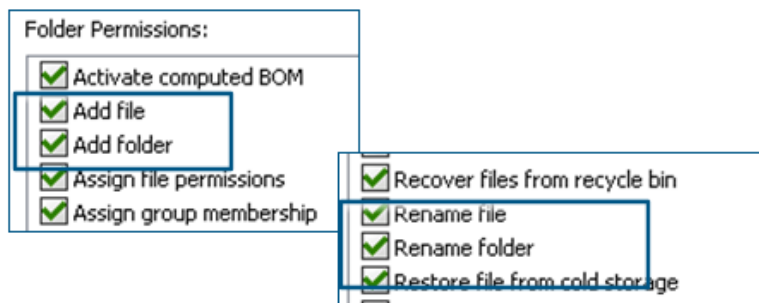 Folder Permissions:
Activate computed BOM
Add file
Add folder
Assign file permissions
Assign group membership
Recover files from recycle bin
Rename file
Rename folder
Restore file from cold storage